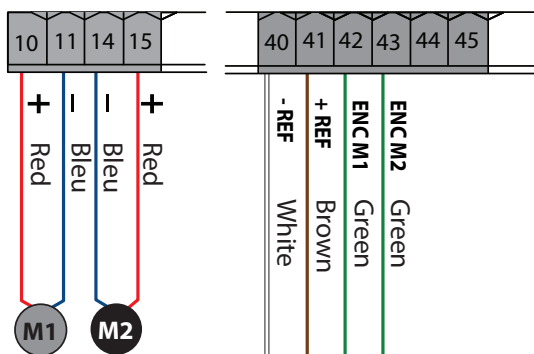 10 11 14 15
40 41 42 43 44 45
+ Red
– Bleu
– Bleu
+ Red
- REF White
+ REF Brown
ENC M1 Green
ENC M2 Green
M1
M2